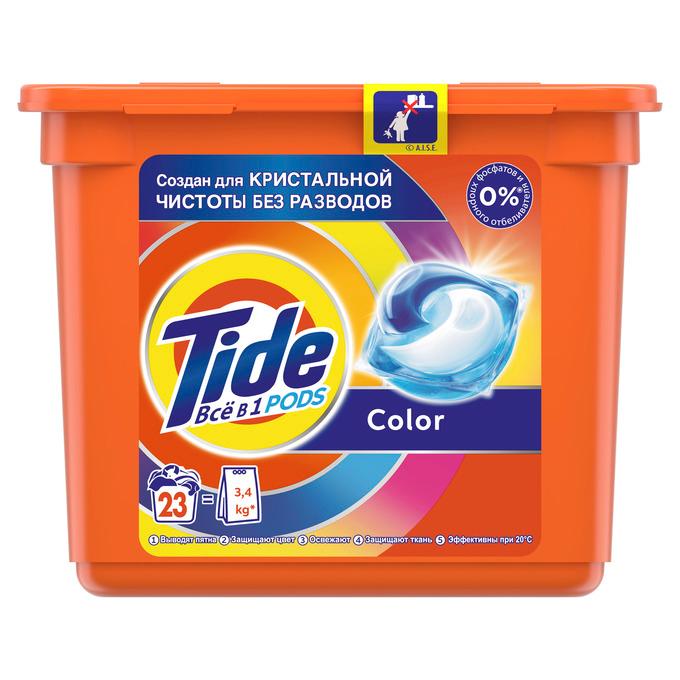 © A.I.S.E.
Создан для КРИСТАЛЬНОЙ
ЧИСТОТЫ БЕЗ РАЗВОДОВ
0%*
фосфатов и
хлорного отбеливателя
Tide
Всё в 1 PODS
Color
23 = 3,4
kg*
1 Выводят пятна 2 Защищают цвет 3 Освежают 4 Защищают ткань 5 Эффективны при 20°C